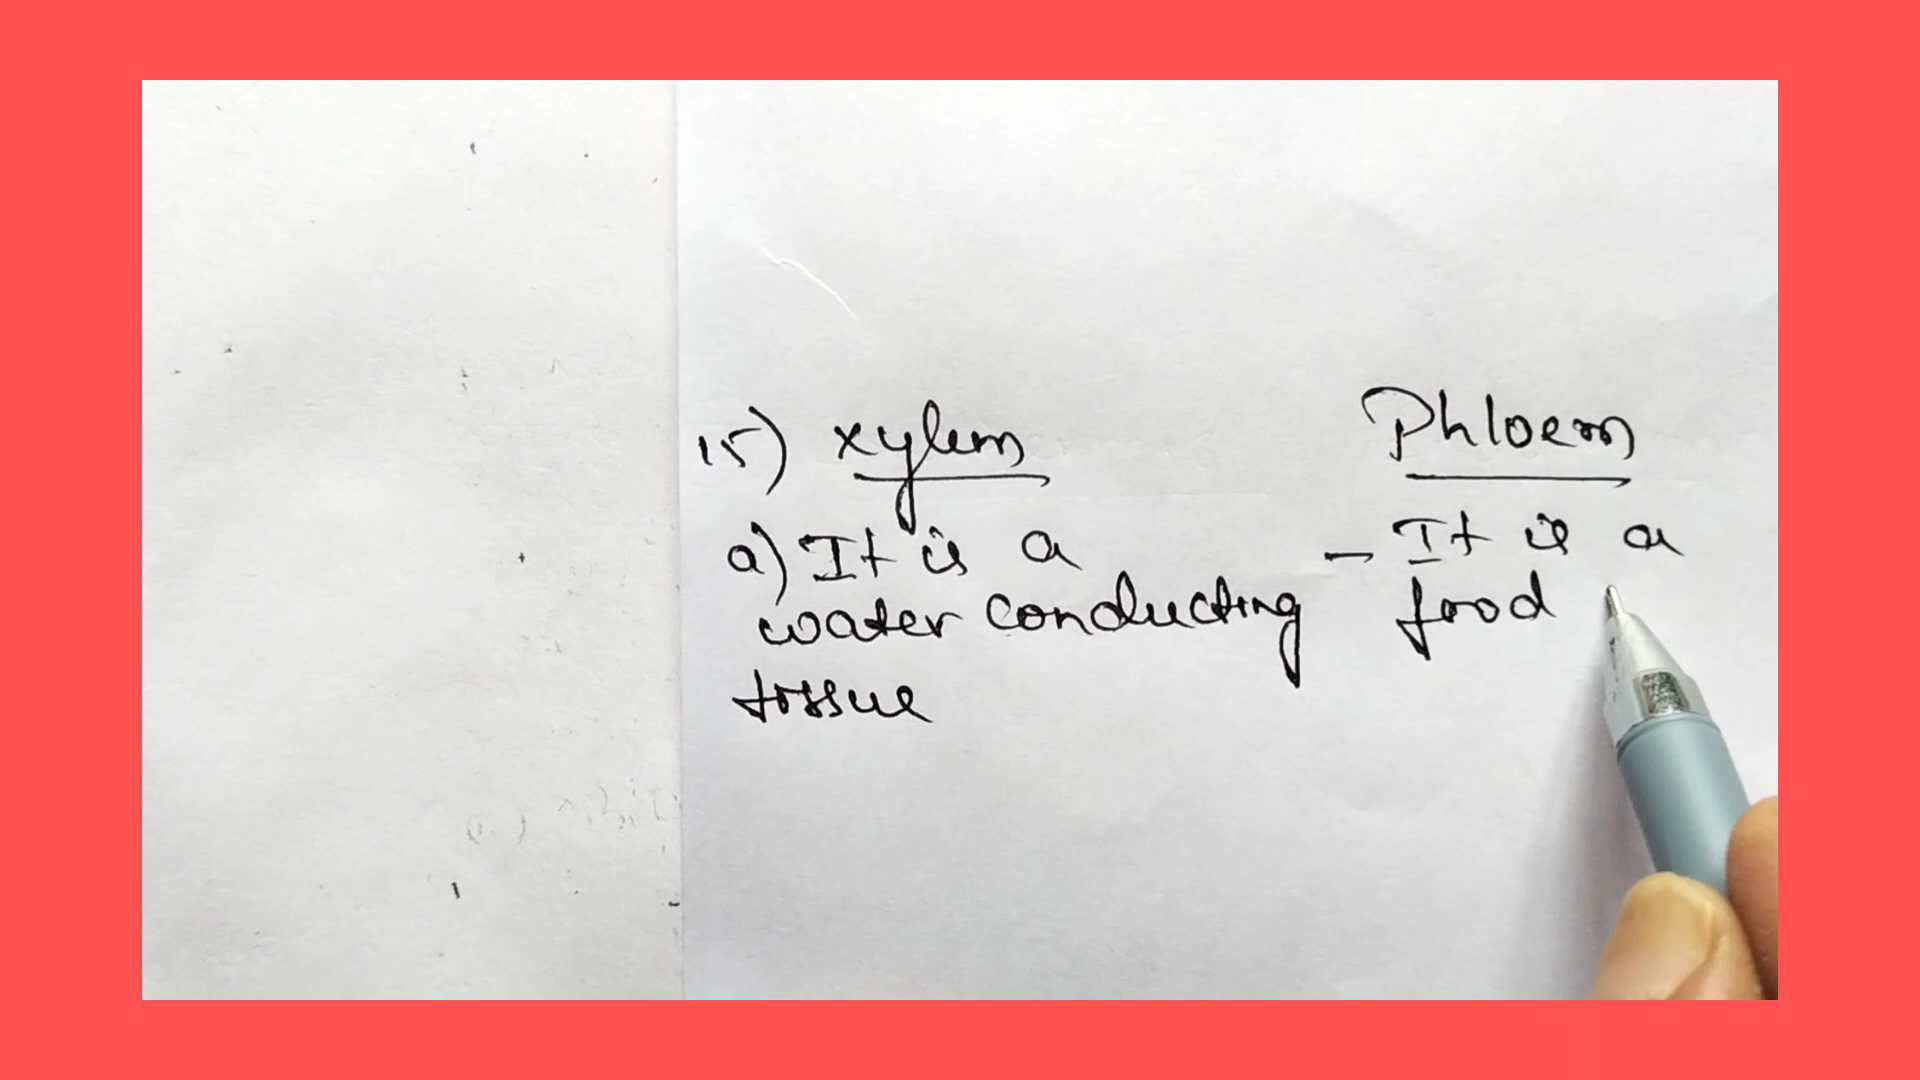 15) xylem Phloem
a) It is a - It is a
water conducting food
tissue